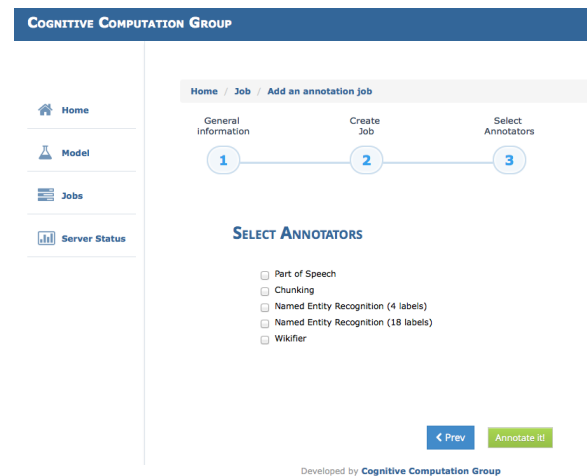 COGNITIVE COMPUTATION GROUP
Home / Job / Add an annotation job
Home
Model
Jobs
Server Status
General information
Create Job
Select Annotators
1
2
3
SELECT ANNOTATORS
Part of Speech
Chunking
Named Entity Recognition (4 labels)
Named Entity Recognition (18 labels)
Wikifier
Prev
Annotate it!
Developed by Cognitive Computation Group